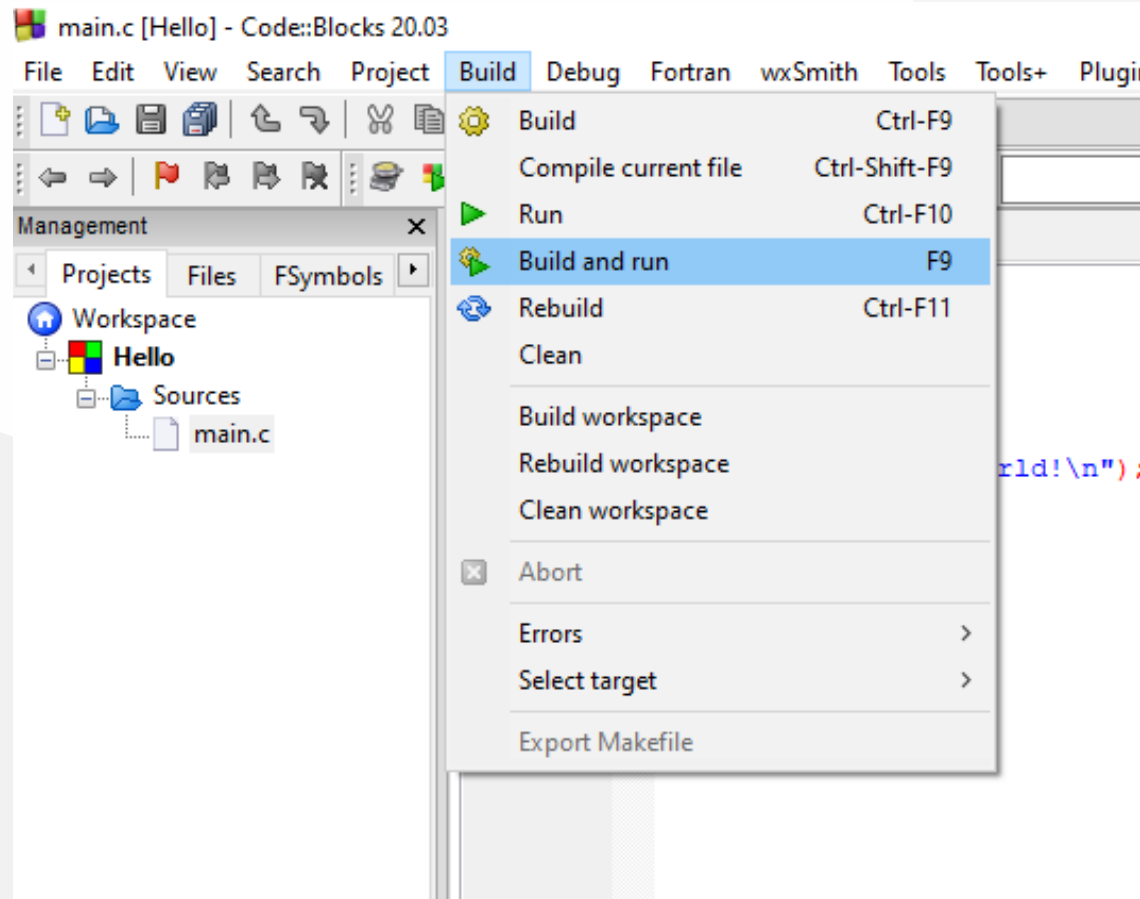 main.c [Hello] - Code::Blocks 20.03
File Edit View Search Project Build Debug Fortran wxSmith Tools Tools+
Management
Projects Files FSymbols
Workspace
Hello
Sources
main.c
Build Ctrl-F9
Compile current file Ctrl-Shift-F9
Run Ctrl-F10
Build and run F9
Rebuild Ctrl-F11
Clean
Build workspace
Rebuild workspace
Clean workspace
Abort
Errors
Select target
Export Makefile
rld!\n");